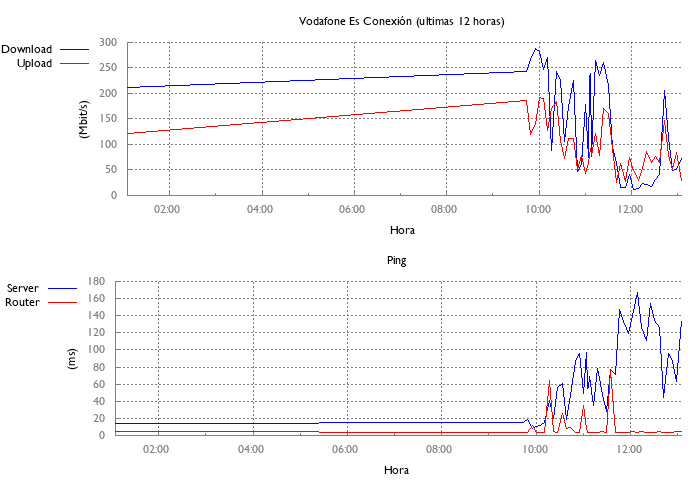 Vodafone Es Conexión (ultimas 12 horas)
Download
Upload
300
250
200
150
100
50
0
(Mbit/s)
02:00 04:00 06:00 08:00 10:00 12:00
Hora
Ping
Server
Router
180
160
140
120
100
80
60
40
20
0
(ms)
02:00 04:00 06:00 08:00 10:00 12:00
Hora